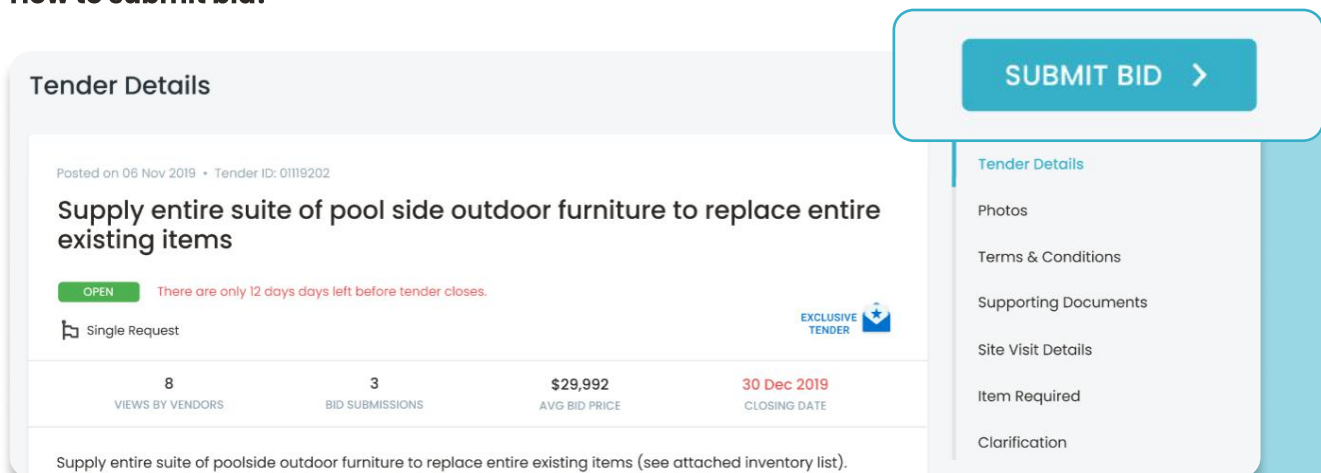 How to submit bid?
SUBMIT BID
Tender Details
Posted on 06 Nov 2019 • Tender ID: 01119202
Supply entire suite of pool side outdoor furniture to replace entire
existing items
OPEN There are only 12 days days left before tender closes.
Single Request
EXCLUSIVE
TENDER
8
VIEWS BY VENDORS
3
BID SUBMISSIONS
$29,992
AVG BID PRICE
30 Dec 2019
CLOSING DATE
Supply entire suite of poolside outdoor furniture to replace entire existing items (see attached inventory list).
Tender Details
Photos
Terms & Conditions
Supporting Documents
Site Visit Details
Item Required
Clarification